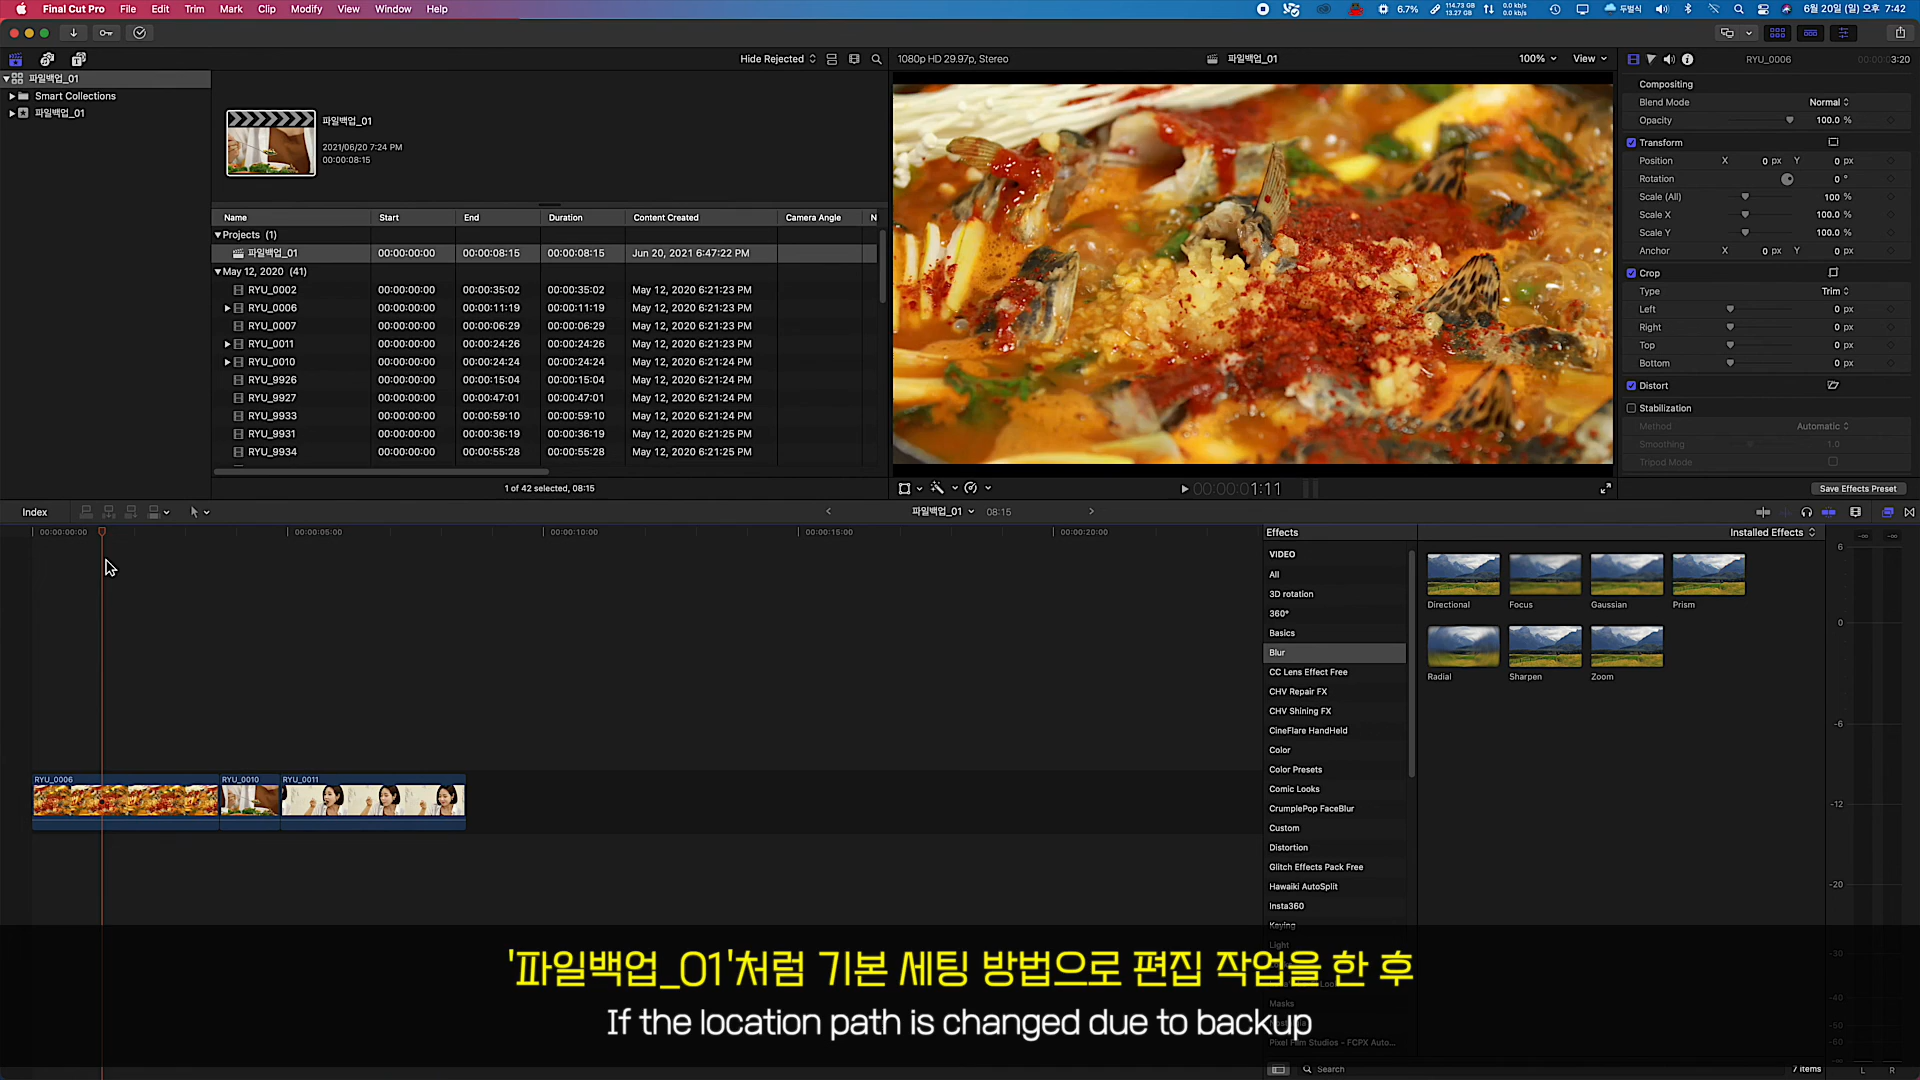 Final Cut Pro File Edit Trim Mark Clip Modify View Window Help
6.7% 114.73 GB 13.27 GB 0.0 kb/s 0.0 kb/s 두벌식 6월 20일 (일) 오후 7:42
Hide Rejected
1080p HD 29.97p, Stereo 파일백업_01 100% View
RYU_0006 00:00:03:20
파일백업_01
Smart Collections
파일백업_01
파일백업_01
2021/06/20 7:24 PM
00:00:08:15
Name Start End Duration Content Created Camera Angle N
Projects (1)
파일백업_01 00:00:00:00 00:00:08:15 00:00:08:15 Jun 20, 2021 6:47:22 PM
May 12, 2020 (41)
RYU_0002 00:00:00:00 00:00:35:02 00:00:35:02 May 12, 2020 6:21:23 PM
RYU_0006 00:00:00:00 00:00:11:19 00:00:11:19 May 12, 2020 6:21:23 PM
RYU_0007 00:00:00:00 00:00:06:29 00:00:06:29 May 12, 2020 6:21:23 PM
RYU_0011 00:00:00:00 00:00:24:26 00:00:24:26 May 12, 2020 6:21:23 PM
RYU_0010 00:00:00:00 00:00:24:24 00:00:24:24 May 12, 2020 6:21:24 PM
RYU_9926 00:00:00:00 00:00:15:04 00:00:15:04 May 12, 2020 6:21:24 PM
RYU_9927 00:00:00:00 00:00:47:01 00:00:47:01 May 12, 2020 6:21:24 PM
RYU_9933 00:00:00:00 00:00:59:10 00:00:59:10 May 12, 2020 6:21:24 PM
RYU_9931 00:00:00:00 00:00:36:19 00:00:36:19 May 12, 2020 6:21:25 PM
RYU_9934 00:00:00:00 00:00:55:28 00:00:55:28 May 12, 2020 6:21:25 PM
1 of 42 selected, 08:15
00:00:01:11
Compositing
Blend Mode Normal
Opacity 100.0 %
Transform
Position X 0 px Y 0 px
Rotation 0 °
Scale (All) 100 %
Scale X 100.0 %
Scale Y 100.0 %
Anchor X 0 px Y 0 px
Crop
Type Trim
Left 0 px
Right 0 px
Top 0 px
Bottom 0 px
Distort
Stabilization
Method Automatic
Smoothing 1.0
Tripod Mode
Save Effects Preset
Index 파일백업_01 08:15
00:00:00:00 00:00:05:00 00:00:10:00 00:00:15:00 00:00:20:00
RYU_0006 RYU_0010 RYU_0011
Effects Installed Effects
VIDEO
All
3D rotation
360°
Basics
Blur
CC Lens Effect Free
CHV Repair FX
CHV Shining FX
CineFlare HandHeld
Color
Color Presets
Comic Looks
CrumplePop FaceBlur
Custom
Distortion
Glitch Effects Pack Free
Hawaiki AutoSplit
Insta360
Kaying
Light
Masks
Pixel Film Studios - FCPX Auto...
Directional Focus Gaussian Prism
Radial Sharpen Zoom
6
0
-6
-12
-20
-30
-40
-50
-60
-∞ -∞
L R
Search 7 items
'파일백업_01'처럼 기본 세팅 방법으로 편집 작업을 한 후
If the location path is changed due to backup